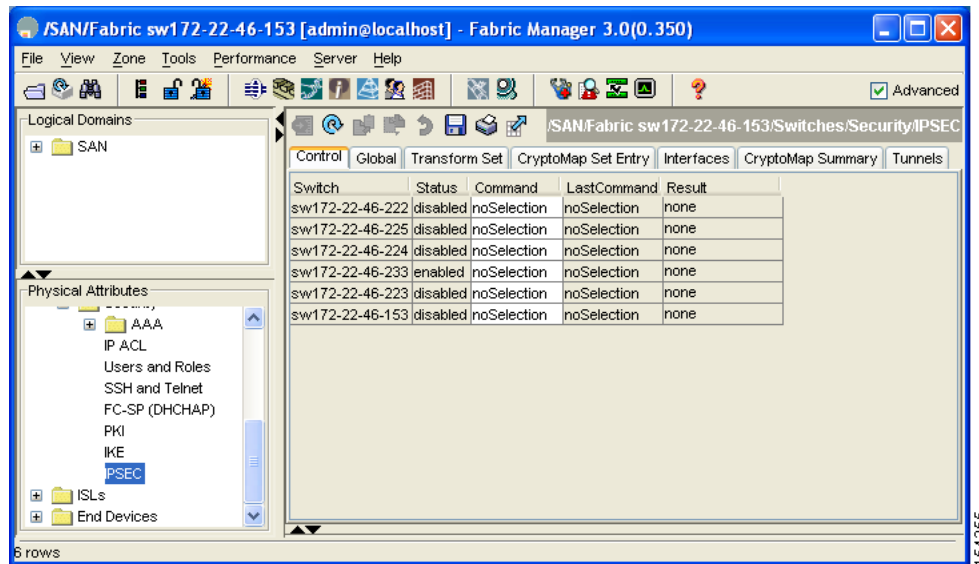 /SAN/Fabric sw172-22-46-153 [admin@localhost] - Fabric Manager 3.0(0.350)
File View Zone Tools Performance Server Help
Advanced
Logical Domains
SAN
/SAN/Fabric sw172-22-46-153/Switches/Security/IPSEC
Control Global Transform Set CryptoMap Set Entry Interfaces CryptoMap Summary Tunnels
Switch Status Command LastCommand Result
sw172-22-46-222 disabled noSelection noSelection none
sw172-22-46-225 disabled noSelection noSelection none
sw172-22-46-224 disabled noSelection noSelection none
sw172-22-46-233 enabled noSelection noSelection none
sw172-22-46-223 disabled noSelection noSelection none
sw172-22-46-153 disabled noSelection noSelection none
Physical Attributes
AAA
IP ACL
Users and Roles
SSH and Telnet
FC-SP (DHCHAP)
PKI
IKE
IPSEC
ISLs
End Devices
6 rows